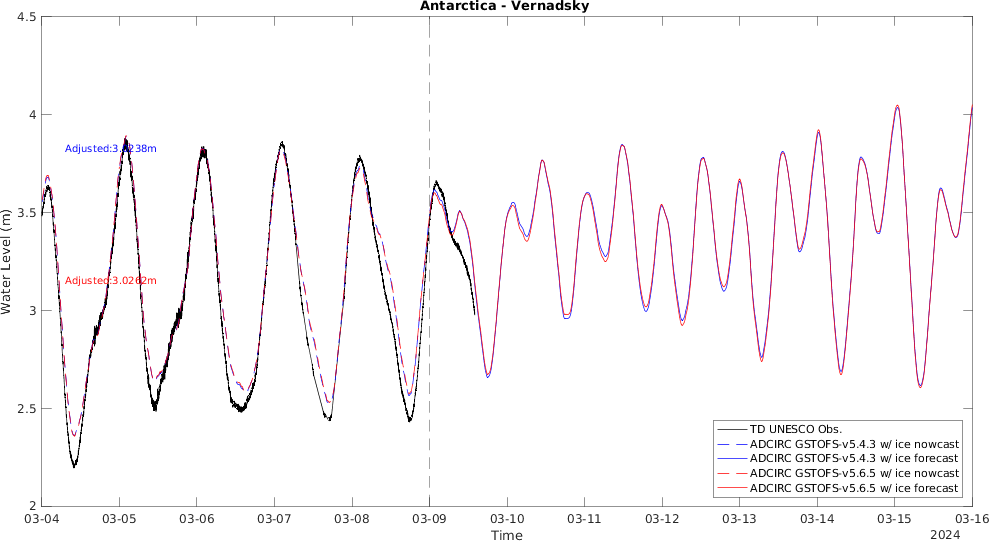 Antarctica - Vernadsky
4.5
4
3.5
3
2.5
2
Water Level (m)
Adjusted:3.0262m
03-04
03-05
03-06
03-07
03-08
03-09
03-10
03-11
03-12
03-13
03-14
03-15
03-16
2024
Time
TD UNESCO Obs.
ADCIRC GSTOFS-v5.4.3 w/ ice nowcast
ADCIRC GSTOFS-v5.4.3 w/ ice forecast
ADCIRC GSTOFS-v5.6.5 w/ ice nowcast
ADCIRC GSTOFS-v5.6.5 w/ ice forecast